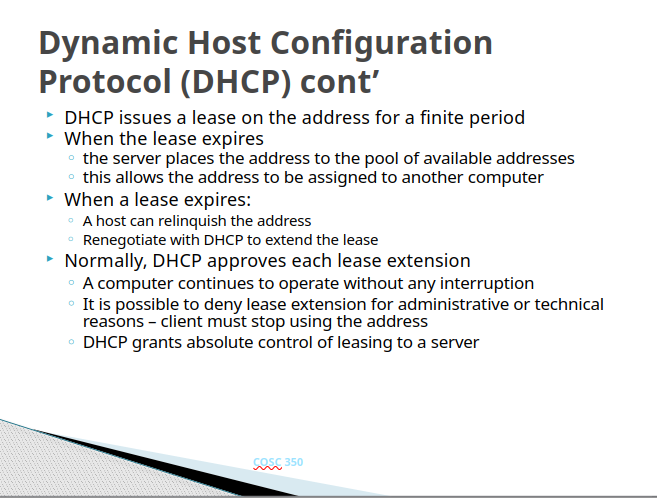 Dynamic Host Configuration
Protocol (DHCP) cont’
DHCP issues a lease on the address for a finite period
When the lease expires
the server places the address to the pool of available addresses
this allows the address to be assigned to another computer
When a lease expires:
A host can relinquish the address
Renegotiate with DHCP to extend the lease
Normally, DHCP approves each lease extension
A computer continues to operate without any interruption
It is possible to deny lease extension for administrative or technical
reasons – client must stop using the address
DHCP grants absolute control of leasing to a server
COSC 350